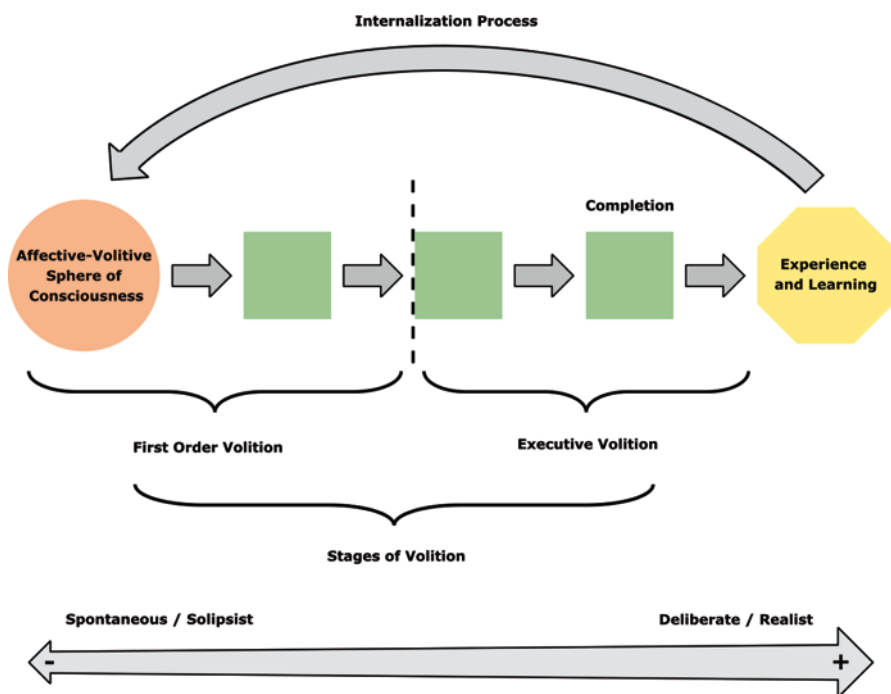 Internalization Process
Completion
Affective-Volitive
Sphere of
Consciousness
Experience
and Learning
First Order Volition
Executive Volition
Stages of Volition
Spontaneous / Solipsist
Deliberate / Realist
-
+